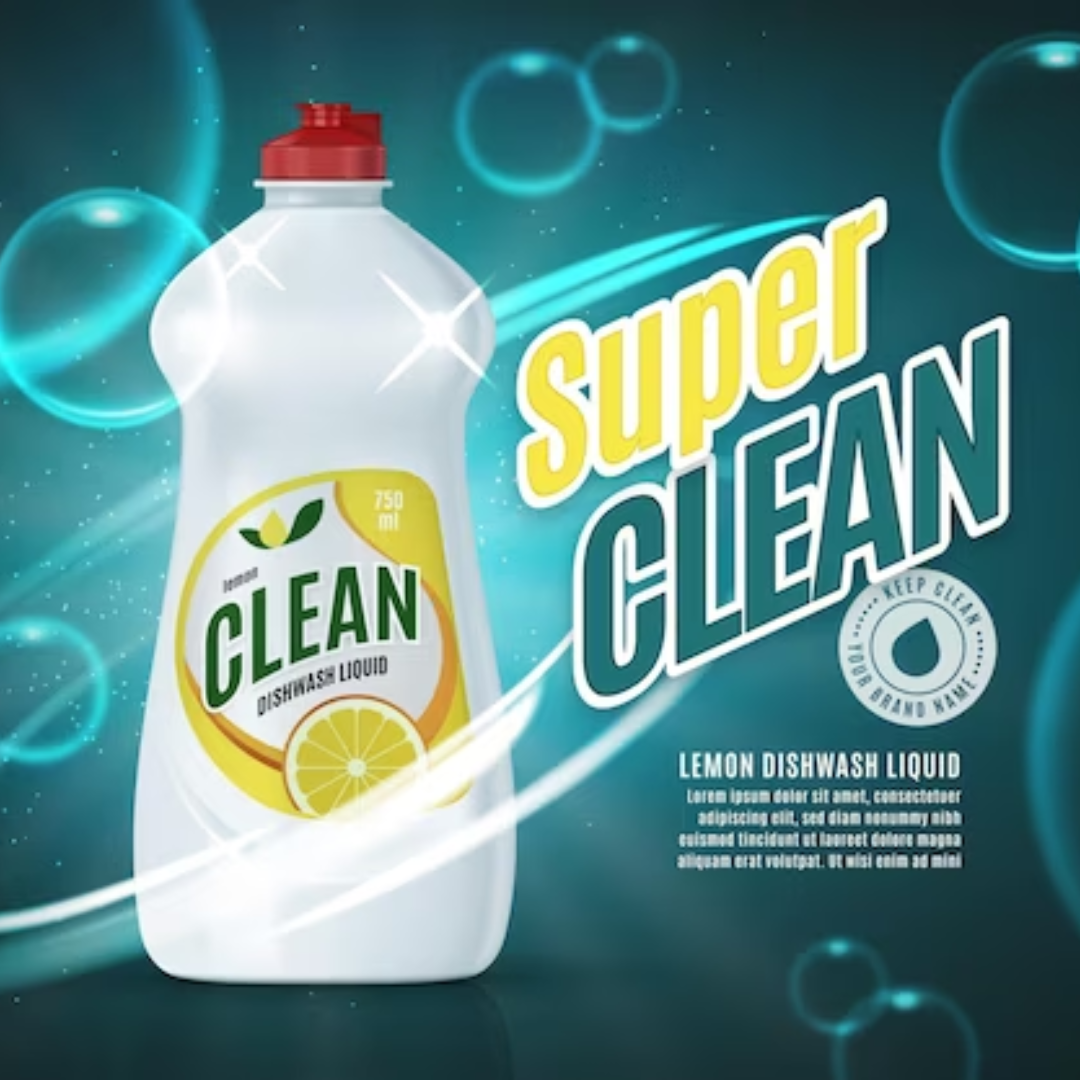 750
ml
lemon
CLEAN
DISHWASH LIQUID
Super
CLEAN
KEEP CLEAN
YOUR BRAND NAME
LEMON DISHWASH LIQUID
Lorem ipsum dolor sit amet, consectetuer
adipiscing elit, sed diam nonummy nibh
euismod tincidunt ut laoreet dolore magna
aliquam erat volutpat. Ut wisi enim ad mini